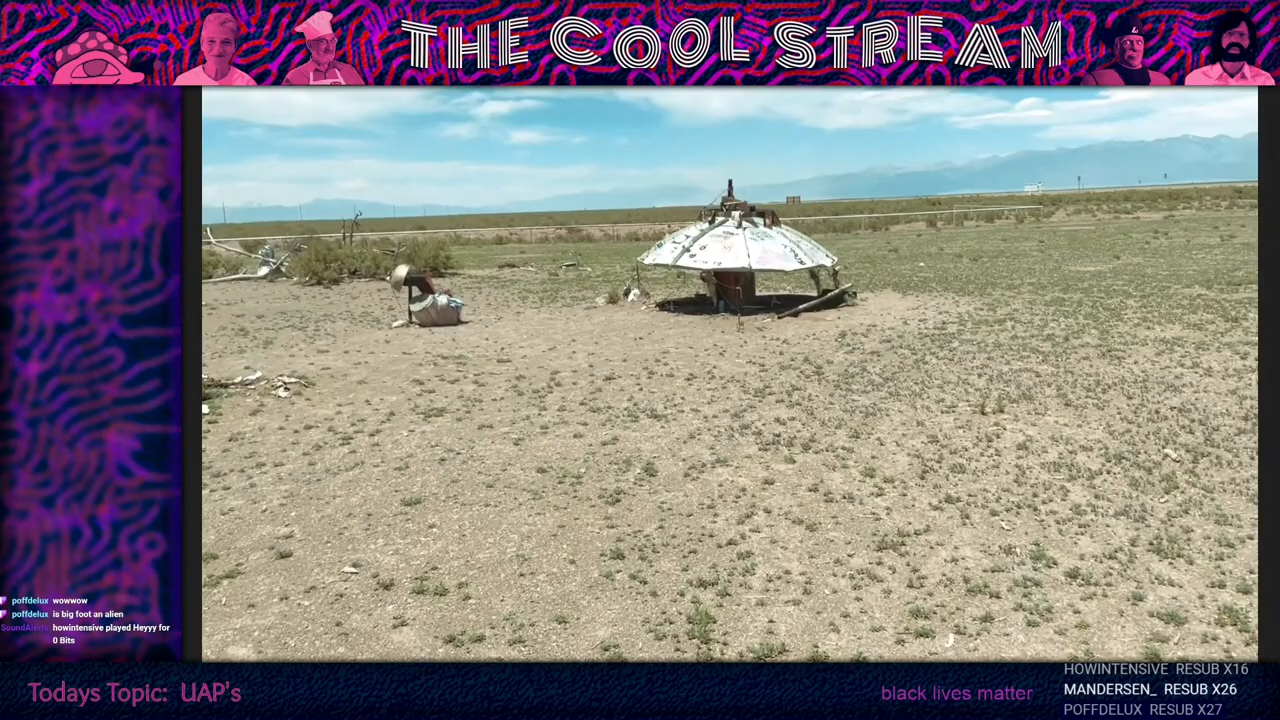 THE COOL STREAM
poffdelux wowwow
poffdelux is big foot an alien
SoundAlerts howintensive played Heyyy for
0 Bits
Todays Topic: UAP's
black lives matter
HOWINTENSIVE RESUB X16
MANDERSEN_ RESUB X26
POFFDELUX RESUB X27